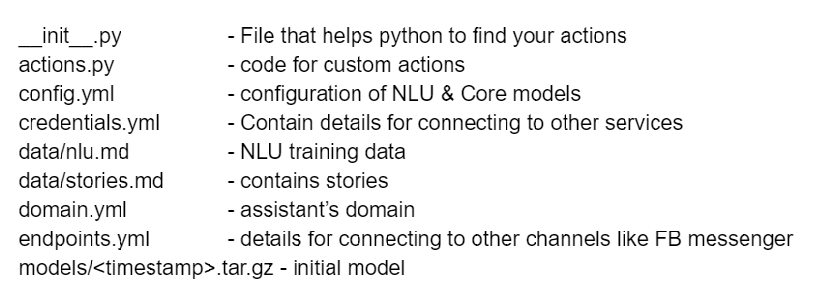 __init__.py - File that helps python to find your actions
actions.py - code for custom actions
config.yml - configuration of NLU & Core models
credentials.yml - Contain details for connecting to other services
data/nlu.md - NLU training data
data/stories.md - contains stories
domain.yml - assistant’s domain
endpoints.yml - details for connecting to other channels like FB messenger
models/<timestamp>.tar.gz - initial model